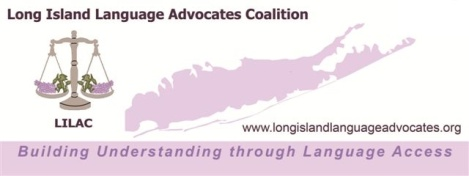 Long Island Language Advocates Coalition
LILAC
www.longislandlanguageadvocates.org
Building Understanding through Language Access